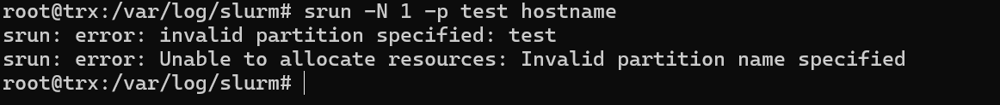 root@trx:/var/log/slurm# srun -N 1 -p test hostname
srun: error: invalid partition specified: test
srun: error: Unable to allocate resources: Invalid partition name specified
root@trx:/var/log/slurm#